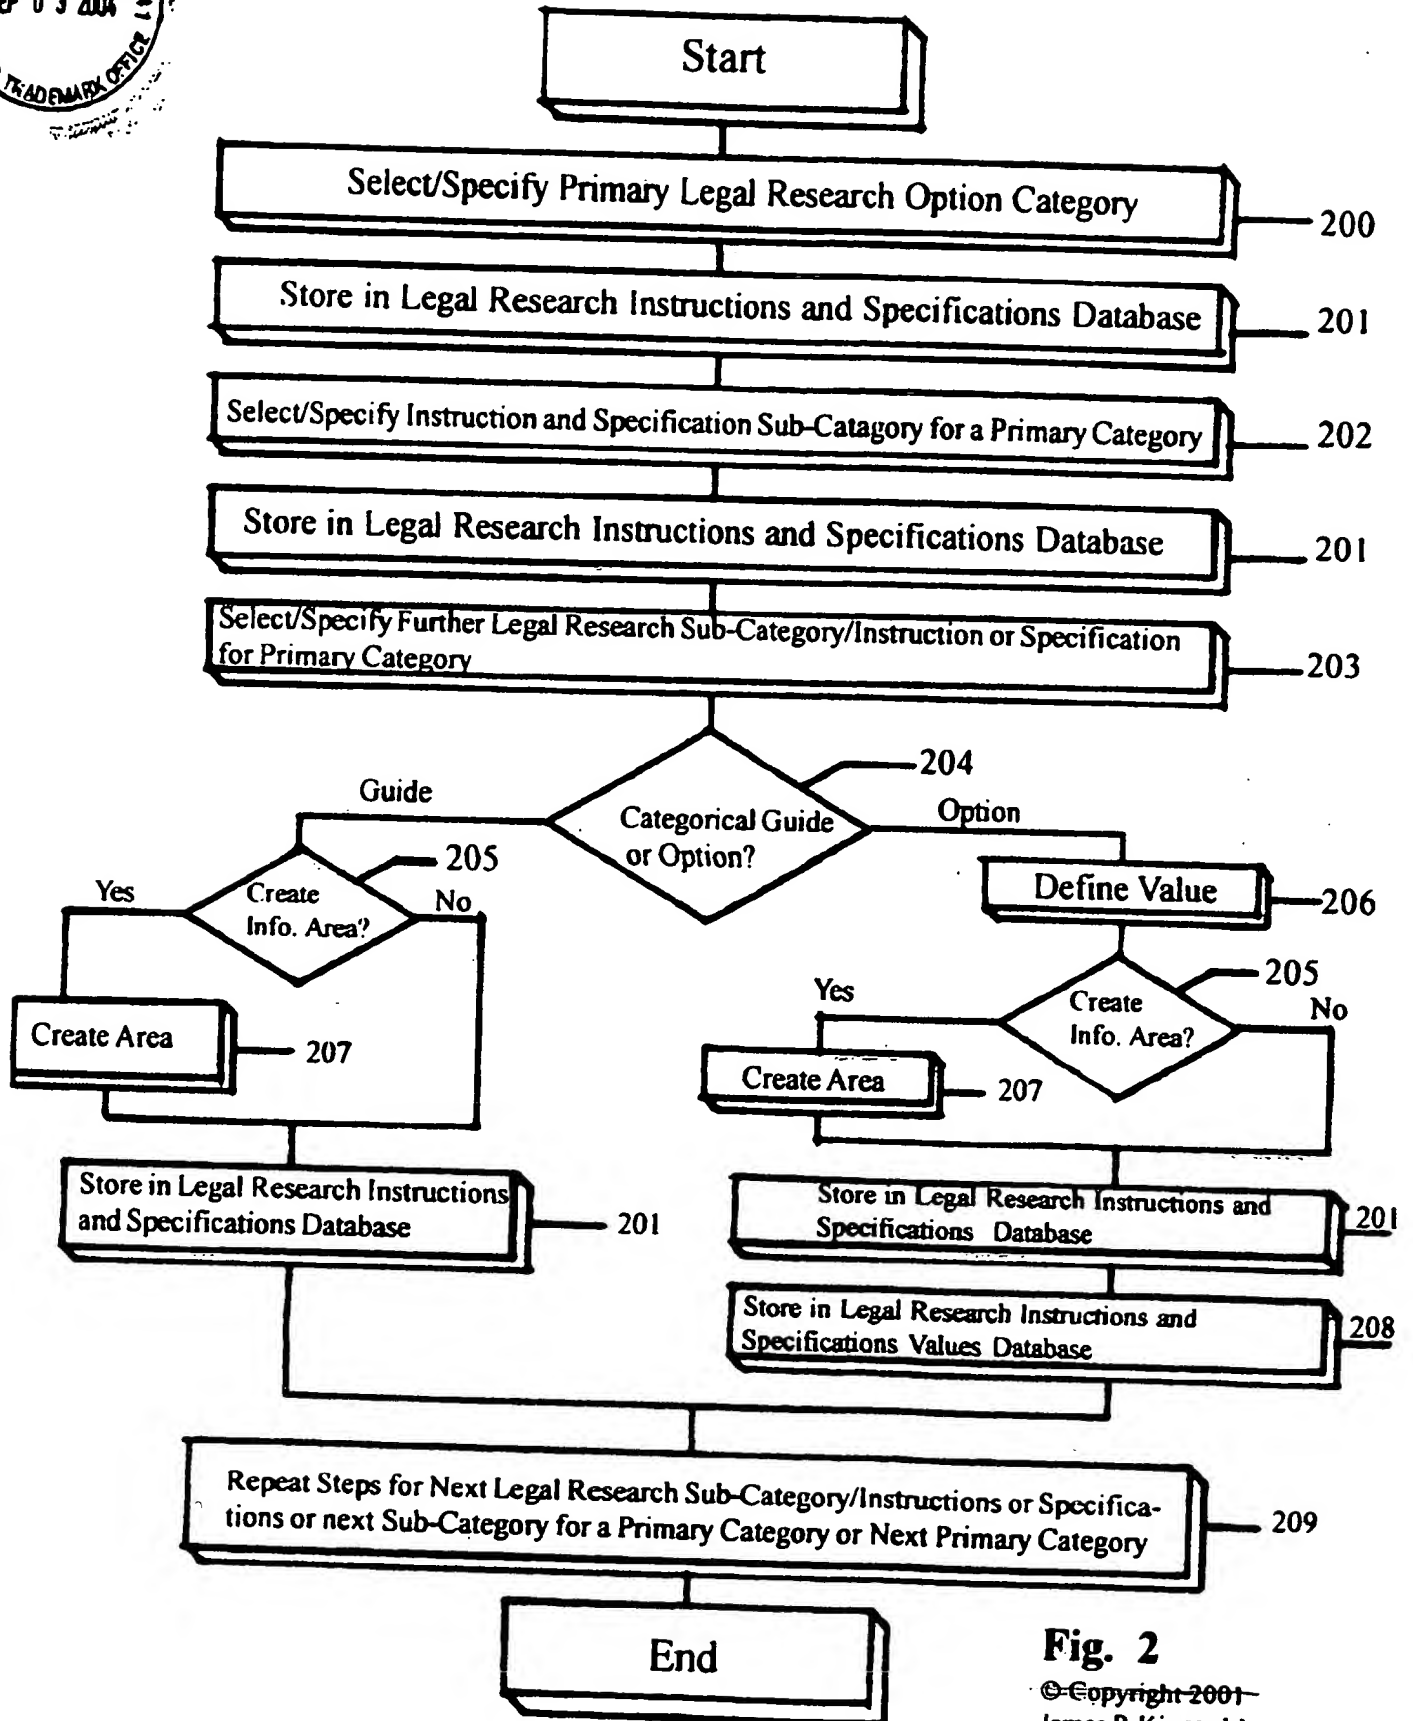 SEP 0 3 2004
TRADEMARK OFFICE
Start
Select/Specify Primary Legal Research Option Category
200
Store in Legal Research Instructions and Specifications Database
201
Select/Specify Instruction and Specification Sub-Catagory for a Primary Category
202
Store in Legal Research Instructions and Specifications Database
201
Select/Specify Further Legal Research Sub-Category/Instruction or Specification
for Primary Category
203
204
Guide
Categorical Guide
or Option?
Option
205
Yes
Create
Info. Area?
No
Define Value
206
205
Yes
Create
Info. Area?
No
Create Area
207
Create Area
207
Store in Legal Research Instructions
and Specifications Database
201
Store in Legal Research Instructions and
Specifications Database
201
Store in Legal Research Instructions and
Specifications Values Database
208
Repeat Steps for Next Legal Research Sub-Category/Instructions or Specifica-
tions or next Sub-Category for a Primary Category or Next Primary Category
209
End
Fig. 2
© Copyright 2001